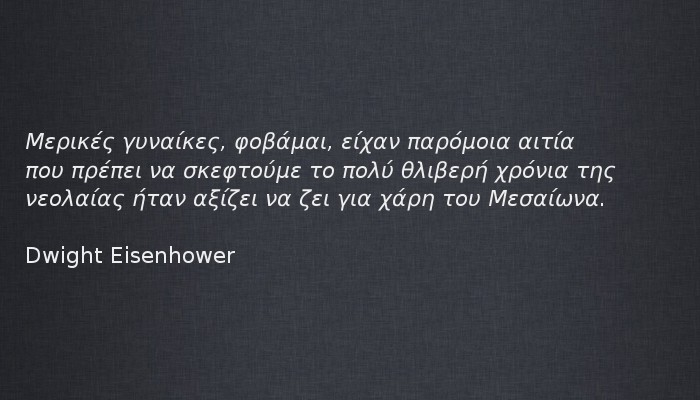 Μερικές γυναίκες, φοβάμαι, είχαν παρόμοια αιτία
που πρέπει να σκεφτούμε το πολύ θλιβερή χρόνια της
νεολαίας ήταν αξίζει να ζει για χάρη του Μεσαίωνα.
Dwight Eisenhower